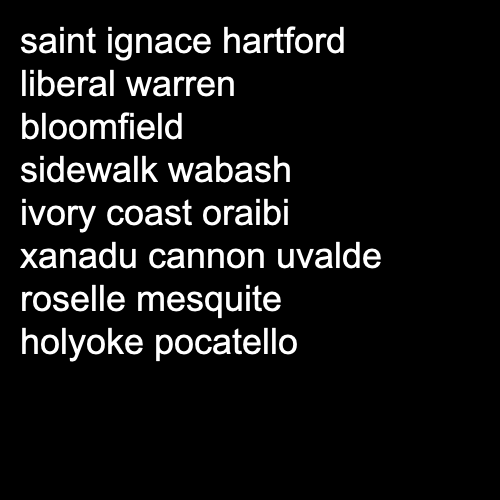 saint ignace hartford
liberal warren
bloomfield
sidewalk wabash
ivory coast oraibi
xanadu cannon uvalde
roselle mesquite
holyoke pocatello